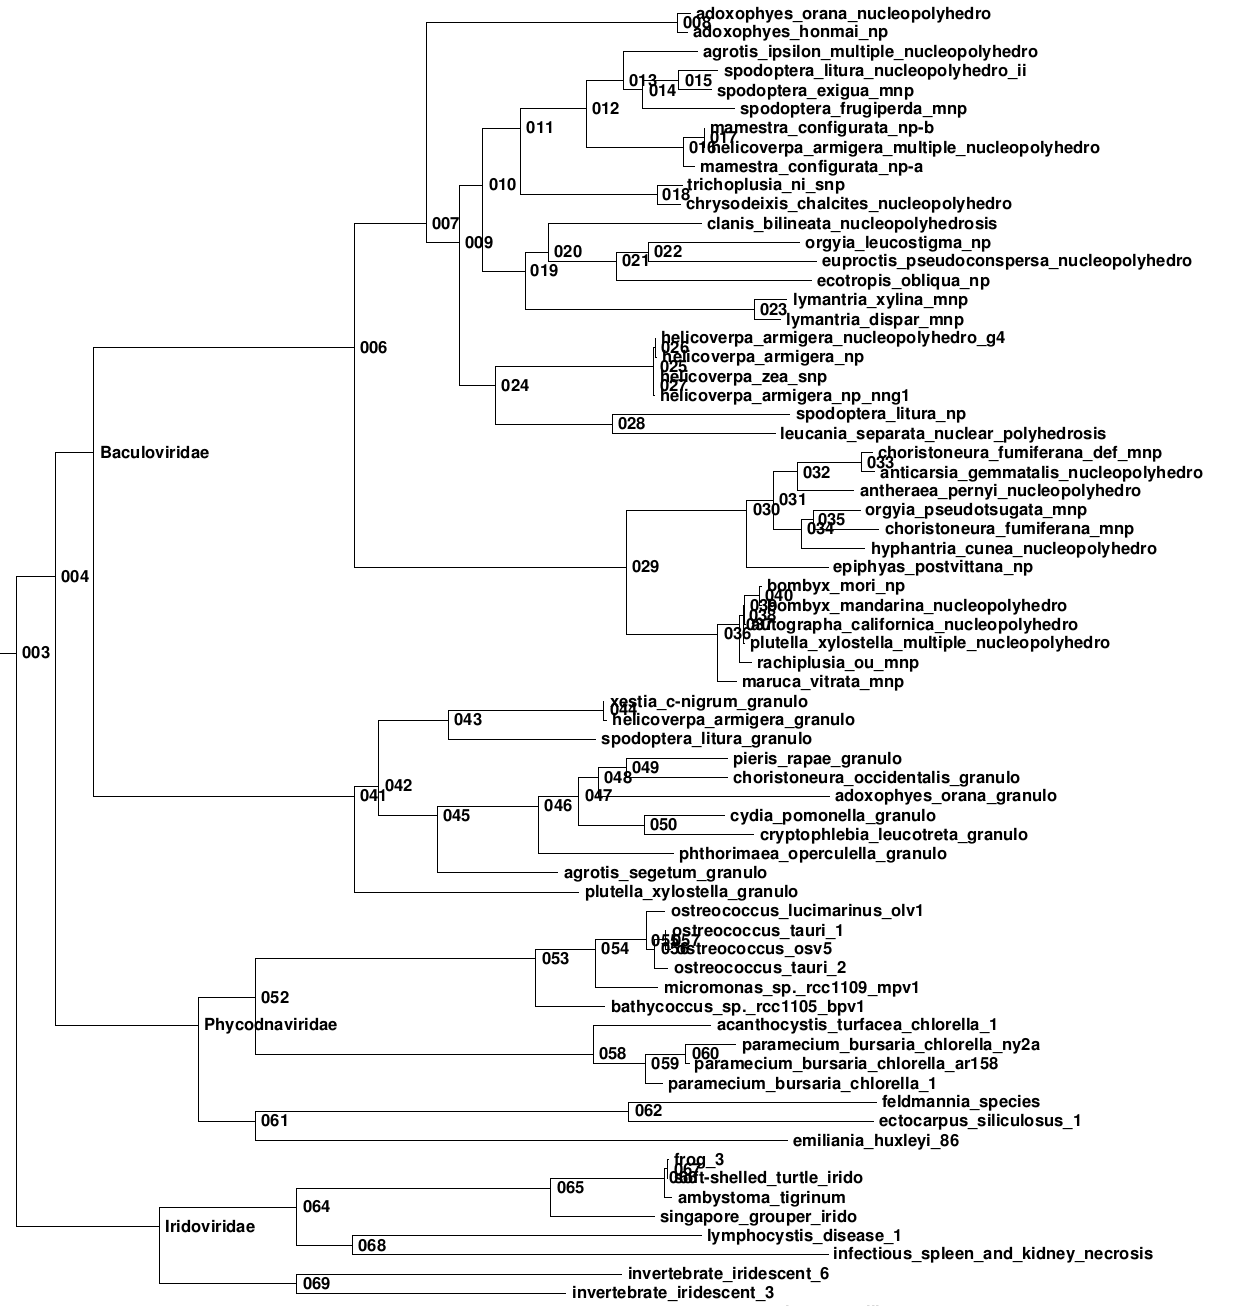 adoxophyes_orana_nucleopolyhedro
008
adoxophyes_honmai_np
agrotis_ipsilon_multiple_nucleopolyhedro
spodoptera_litura_nucleopolyhedro_ii
013 015
014 spodoptera_exigua_mnp
012 spodoptera_frugiperda_mnp
011 mamestra_configurata_np-b
017
helicoverpa_armigera_multiple_nucleopolyhedro
mamestra_configurata_np-a
010 trichoplusia_ni_snp
018
chrysodeixis_chalcites_nucleopolyhedro
007 clanis_bilineata_nucleopolyhedrosis
009 orgyia_leucostigma_np
020 022
021 euproctis_pseudoconspersa_nucleopolyhedro
019
ecotropis_obliqua_np
lymantria_xylina_mnp
023
lymantria_dispar_mnp
helicoverpa_armigera_nucleopolyhedro_g4
006 026
helicoverpa_armigera_np
025
helicoverpa_zea_snp
024 027
helicoverpa_armigera_np_nng1
spodoptera_litura_np
028
leucania_separata_nuclear_polyhedrosis
Baculoviridae choristoneura_fumiferana_def_mnp
033
032 anticarsia_gemmatalis_nucleopolyhedro
antheraea_pernyi_nucleopolyhedro
031
030 orgyia_pseudotsugata_mnp
035
034 choristoneura_fumiferana_mnp
hyphantria_cunea_nucleopolyhedro
029 epiphyas_postvittana_np
004
bombyx_mori_np
040
bombyx_mandarina_nucleopolyhedro
038
autographa_californica_nucleopolyhedro
036
plutella_xylostella_multiple_nucleopolyhedro
003
rachiplusia_ou_mnp
maruca_vitrata_mnp
xestia_c-nigrum_granulo
044
043 helicoverpa_armigera_granulo
spodoptera_litura_granulo
pieris_rapae_granulo
049
048 choristoneura_occidentalis_granulo
042
041 047 adoxophyes_orana_granulo
046
045 cydia_pomonella_granulo
050
cryptophlebia_leucotreta_granulo
phthorimaea_operculella_granulo
agrotis_segetum_granulo
plutella_xylostella_granulo
ostreococcus_lucimarinus_olv1
ostreococcus_tauri_1
055 057
054 056 ostreococcus_osv5
053
ostreococcus_tauri_2
micromonas_sp._rcc1109_mpv1
052
bathycoccus_sp._rcc1105_bpv1
Phycodnaviridae acanthocystis_turfacea_chlorella_1
paramecium_bursaria_chlorella_ny2a
058 060
059 paramecium_bursaria_chlorella_ar158
paramecium_bursaria_chlorella_1
feldmannia_species
062
061 ectocarpus_siliculosus_1
emiliania_huxleyi_86
frog_3
067
soft-shelled_turtle_irido
065
ambystoma_tigrinum
064
singapore_grouper_irido
Iridoviridae
lymphocystis_disease_1
068
infectious_spleen_and_kidney_necrosis
invertebrate_iridescent_6
069
invertebrate_iridescent_3